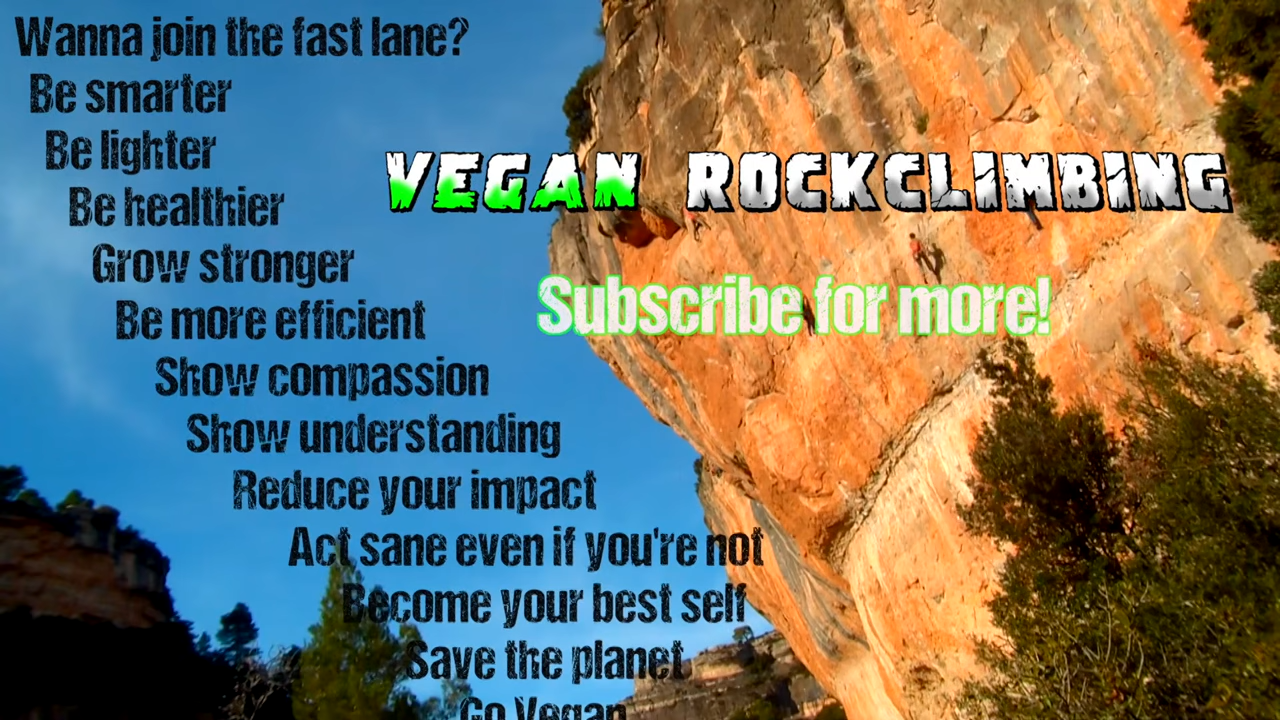 Wanna join the fast lane?
Be smarter
Be lighter
Be healthier
Grow stronger
Be more efficient
Show compassion
Show understanding
Reduce your impact
Act sane even if you're not
Become your best self
Save the planet
Go Vegan
VEGAN ROCKCLIMBING
Subscribe for more!